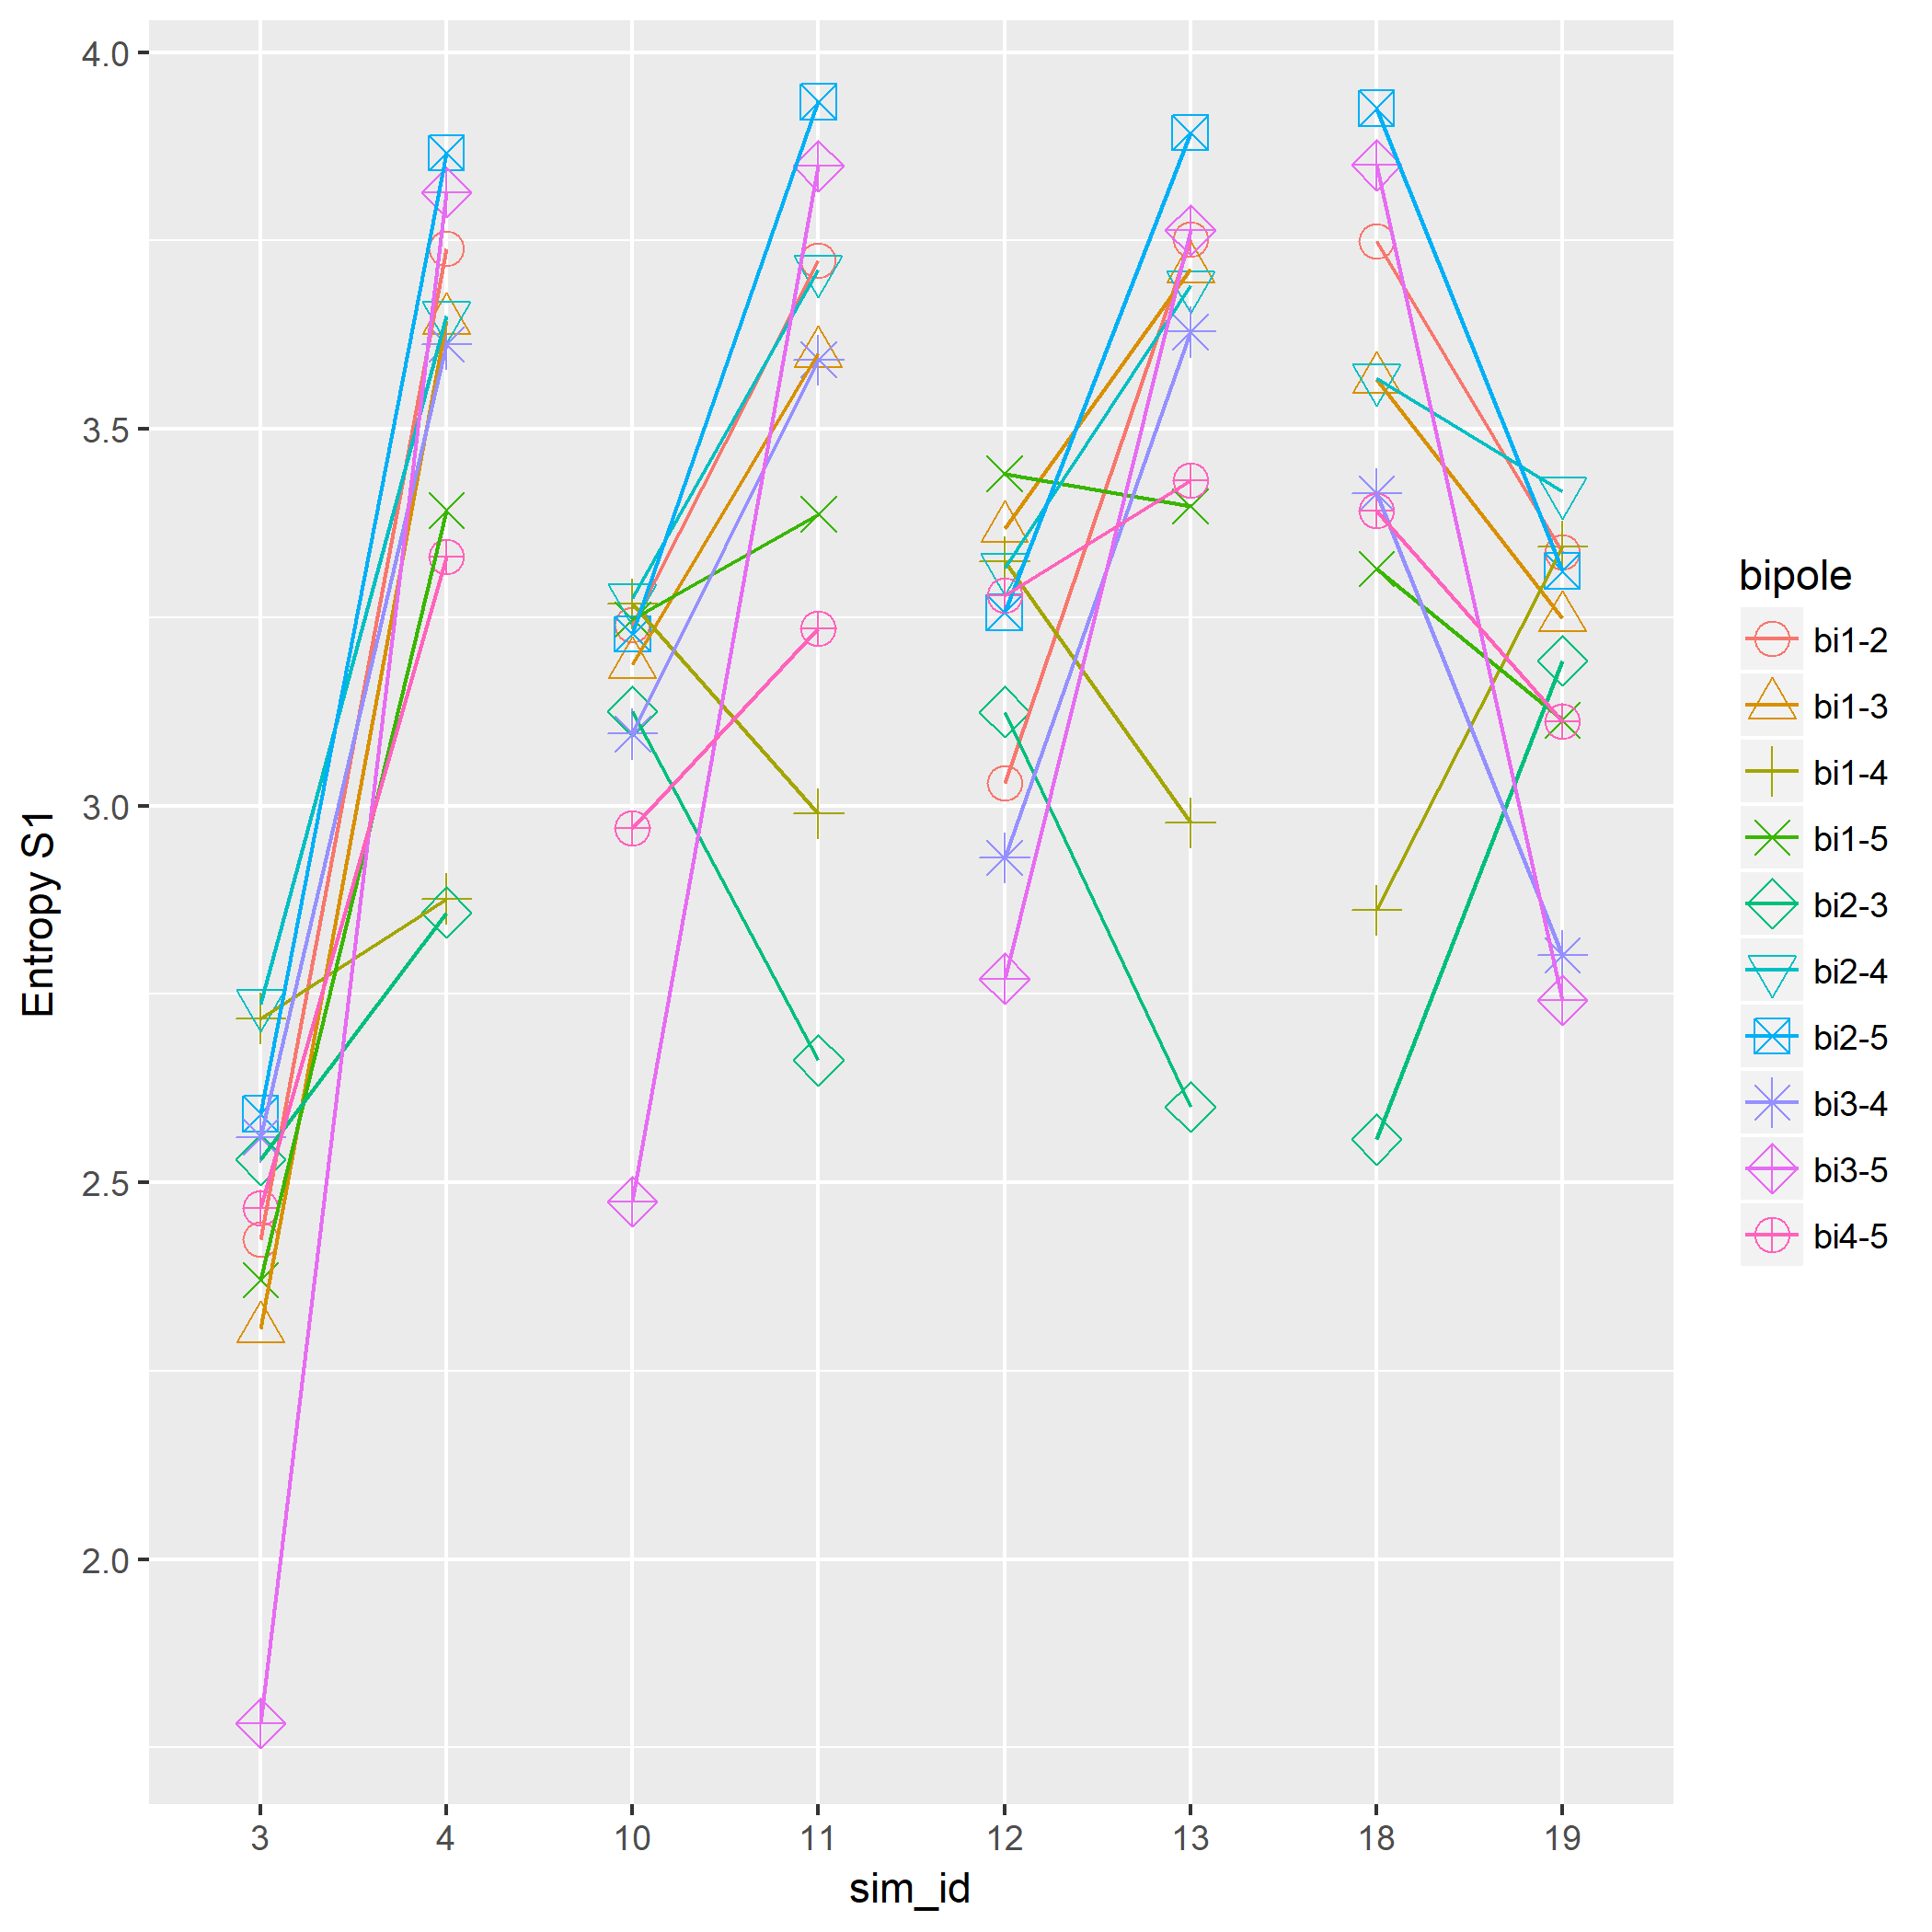 4.0
3.5
3.0
2.5
2.0
Entropy S1
3 4 10 11 12 13 18 19
sim_id
bipole
bi1-2
bi1-3
bi1-4
bi1-5
bi2-3
bi2-4
bi2-5
bi3-4
bi3-5
bi4-5